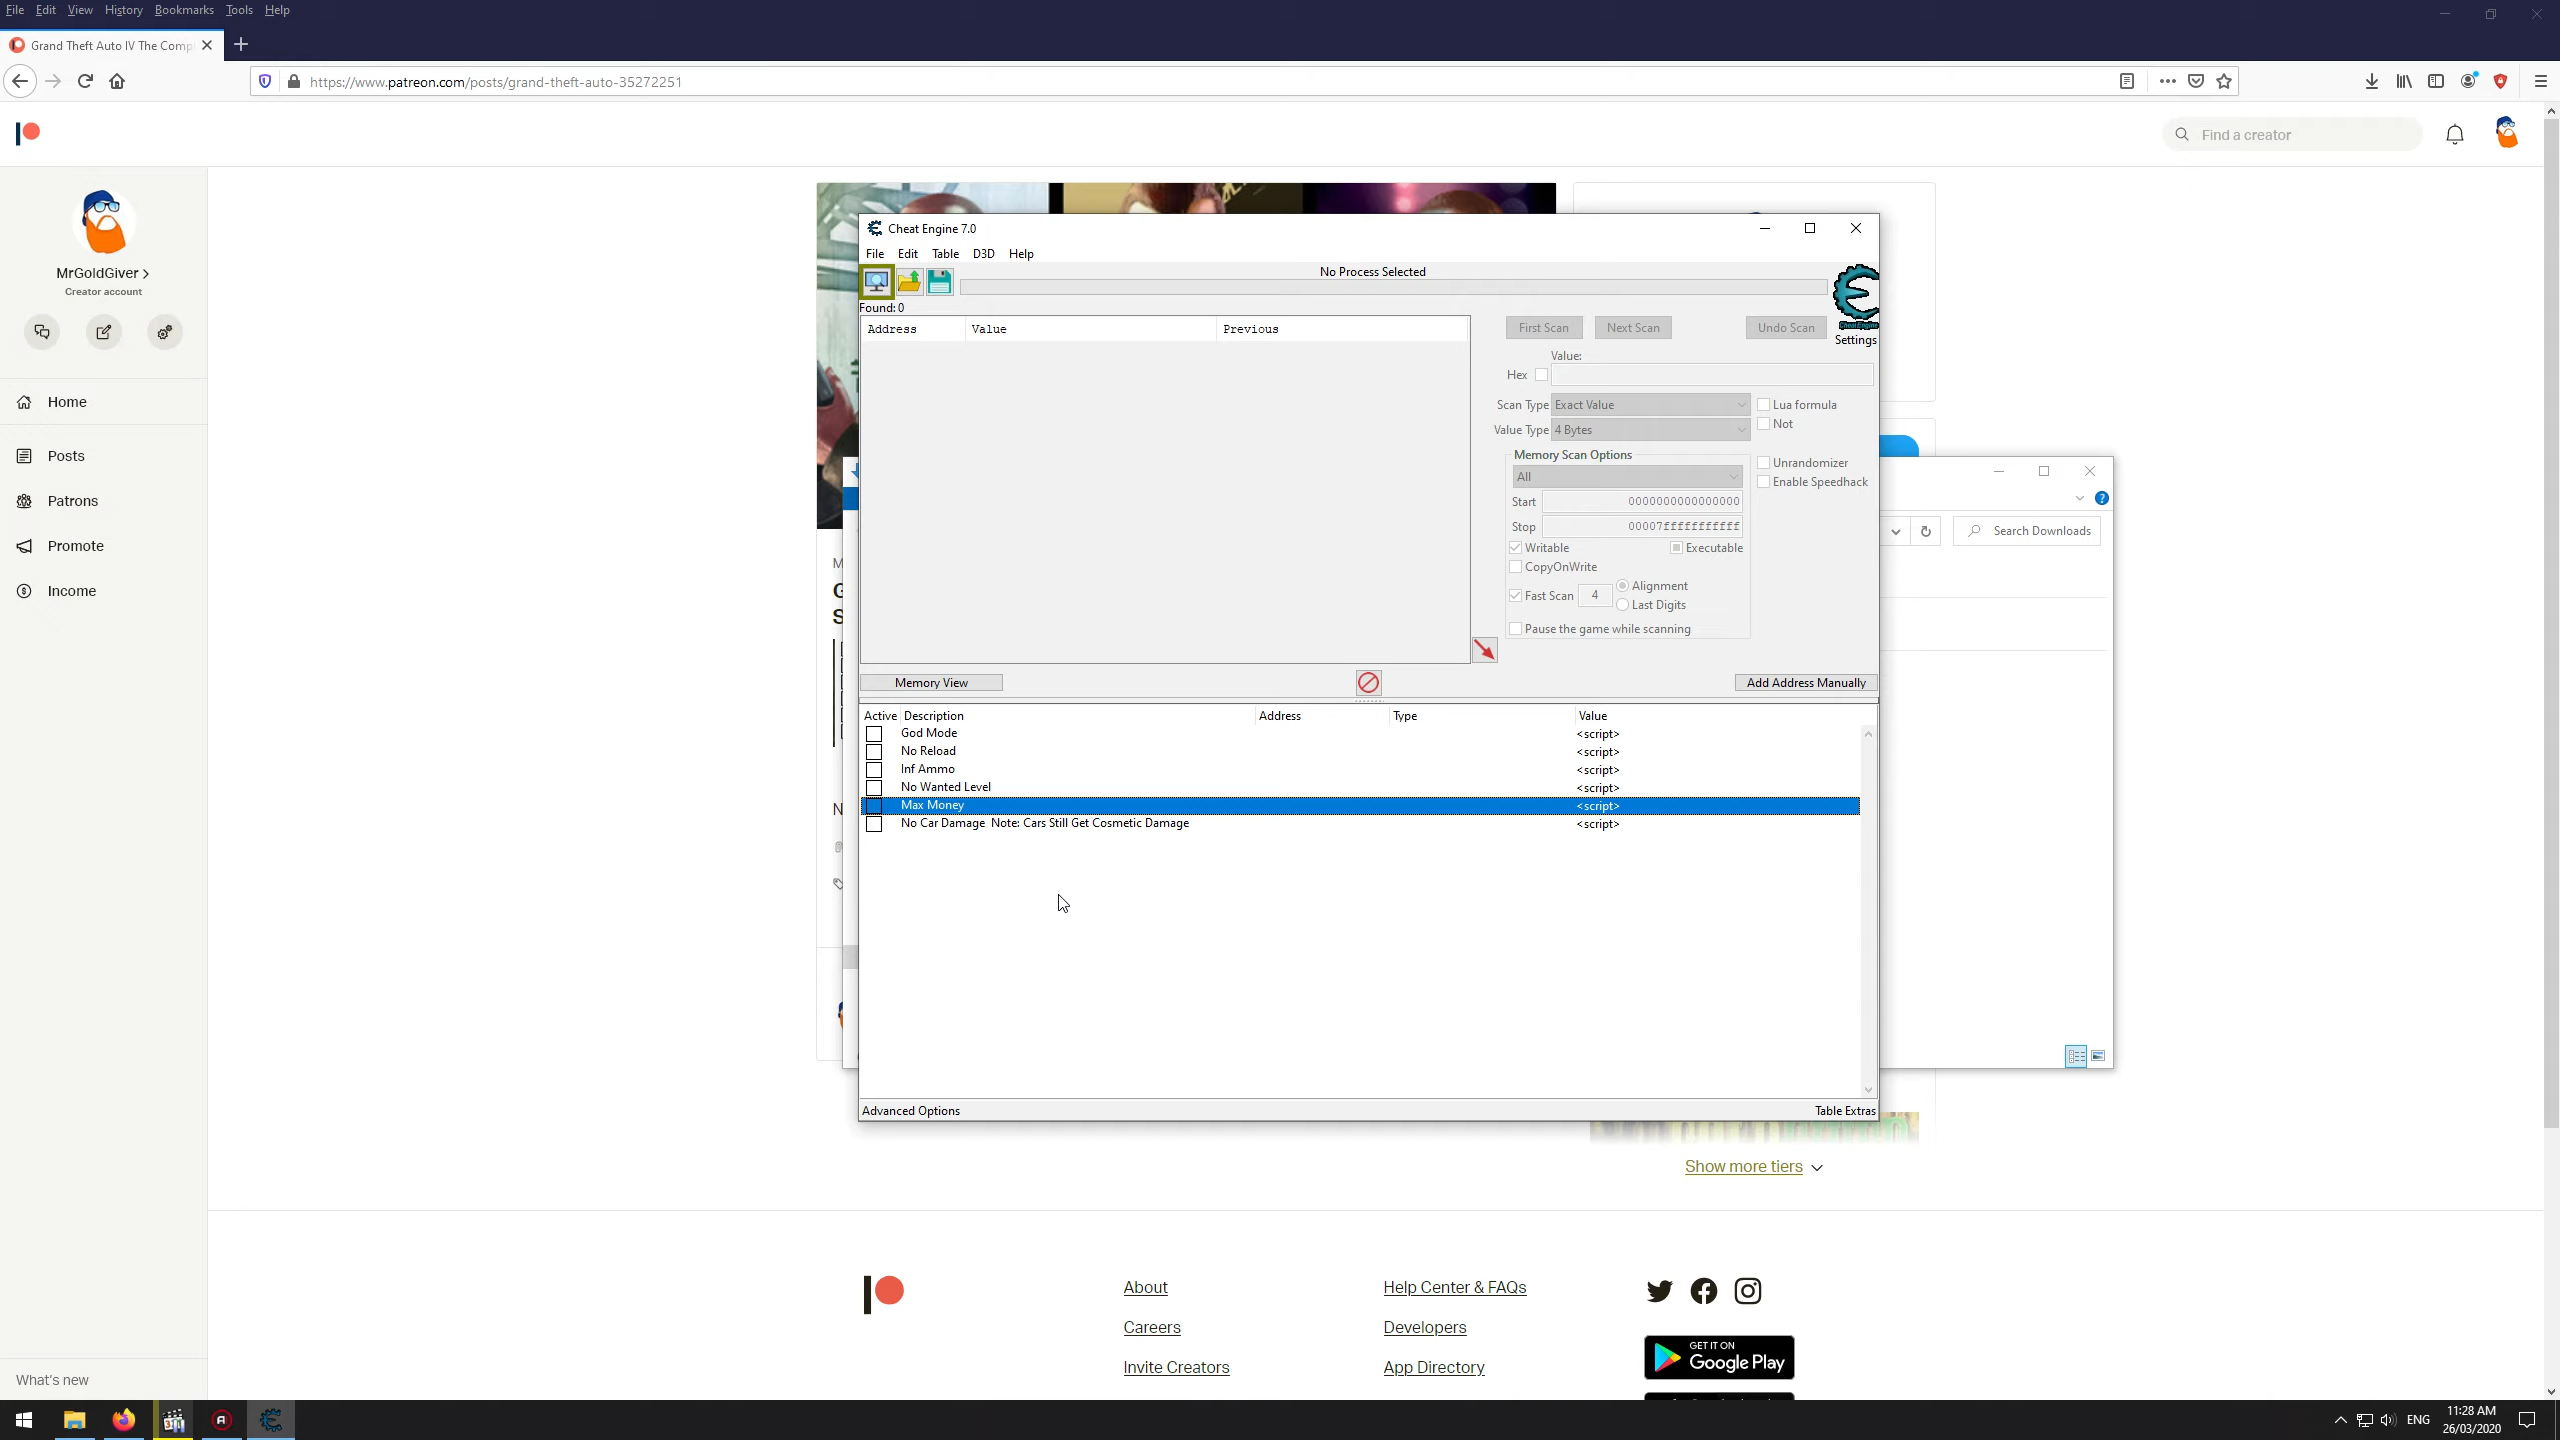 File Edit View History Bookmarks Tools Help
Grand Theft Auto IV The Comp
https://www.patreon.com/posts/grand-theft-auto-35272251
Find a creator
MrGoldGiver
Creator account
Home
Posts
Patrons
Promote
Income
What's new
Cheat Engine 7.0
File Edit Table D3D Help
No Process Selected
Found: 0
Address Value Previous
First Scan Next Scan Undo Scan
Cheat Engine
Settings
Value:
Hex
Scan Type Exact Value Lua formula
Not
Value Type 4 Bytes
Memory Scan Options
All
Unrandomizer
Enable Speedhack
Start 0000000000000000
Stop 00007fffffffffff
Writable Executable
CopyOnWrite
Fast Scan 4 Alignment
Last Digits
Pause the game while scanning
Memory View Add Address Manually
Active Description Address Type Value
God Mode <script>
No Reload <script>
Inf Ammo <script>
No Wanted Level <script>
Max Money <script>
No Car Damage  Note: Cars Still Get Cosmetic Damage <script>
Advanced Options Table Extras
Search Downloads
M
G
S
N
Show more tiers
About
Careers
Invite Creators
Help Center & FAQs
Developers
App Directory
GET IT ON
Google Play
ENG
11:28 AM
26/03/2020